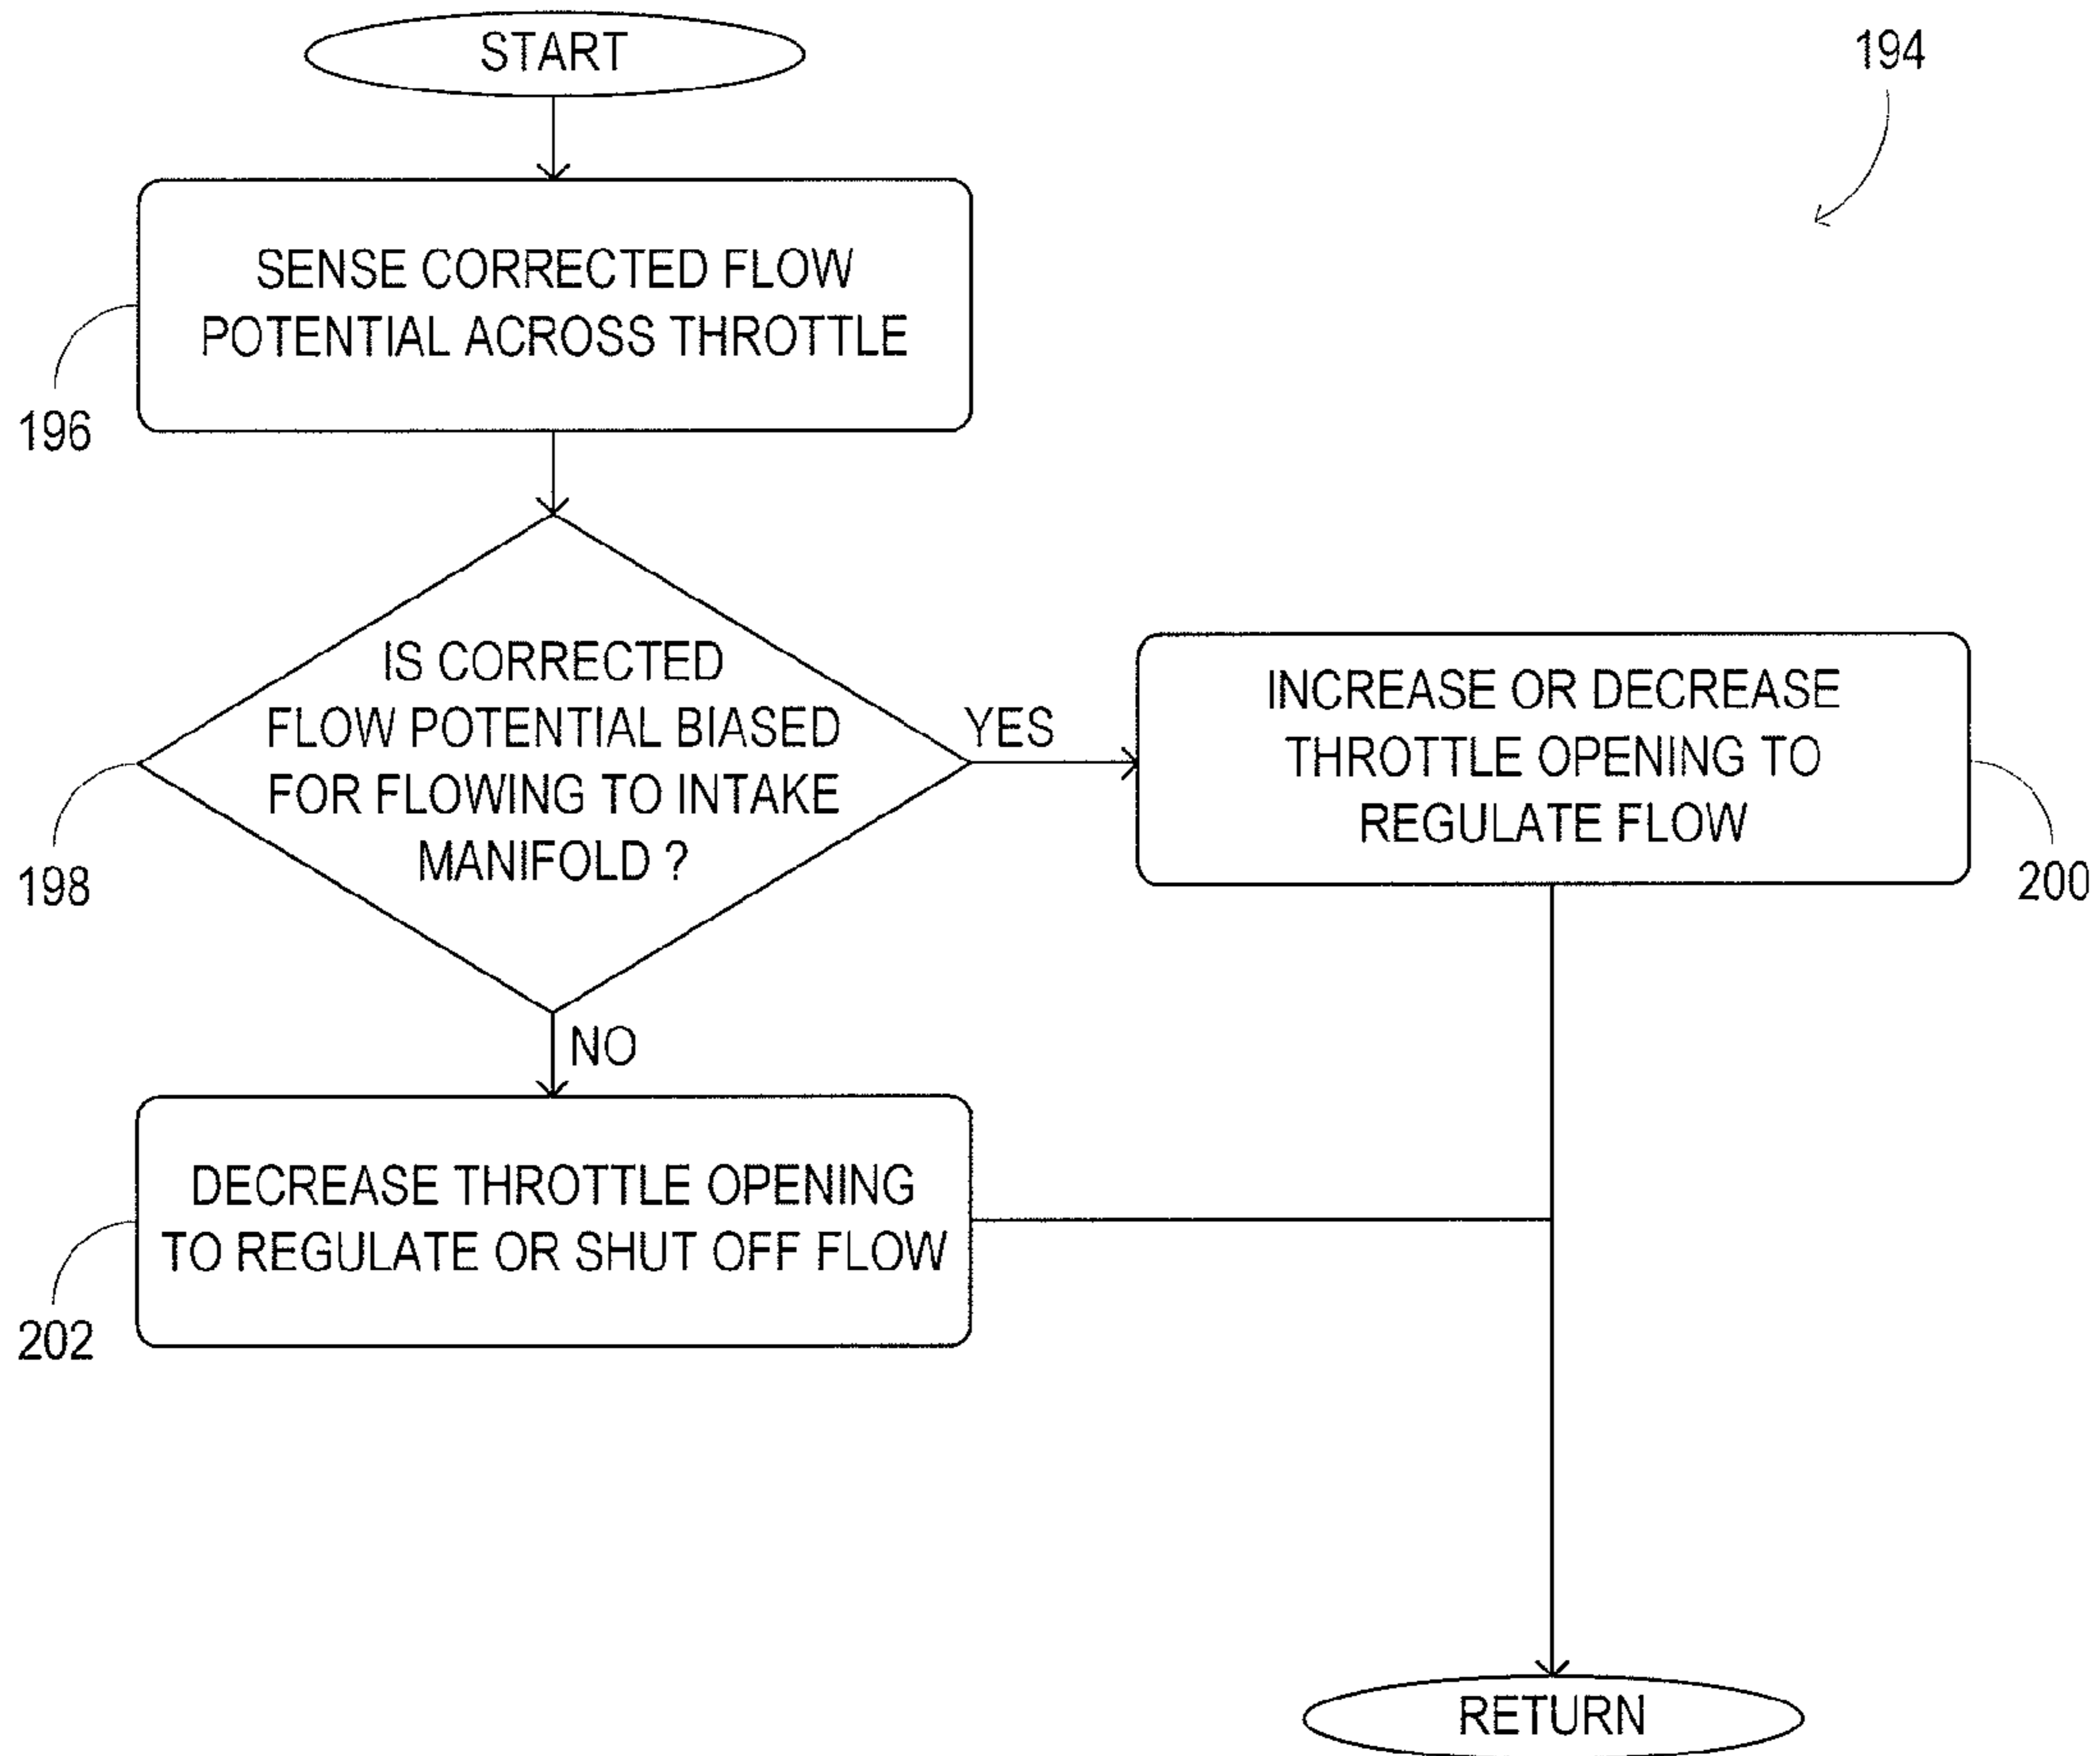 START
194
SENSE CORRECTED FLOW
POTENTIAL ACROSS THROTTLE
196
IS CORRECTED
FLOW POTENTIAL BIASED
FOR FLOWING TO INTAKE
MANIFOLD ?
198
YES
INCREASE OR DECREASE
THROTTLE OPENING TO
REGULATE FLOW
200
NO
DECREASE THROTTLE OPENING
TO REGULATE OR SHUT OFF FLOW
202
RETURN